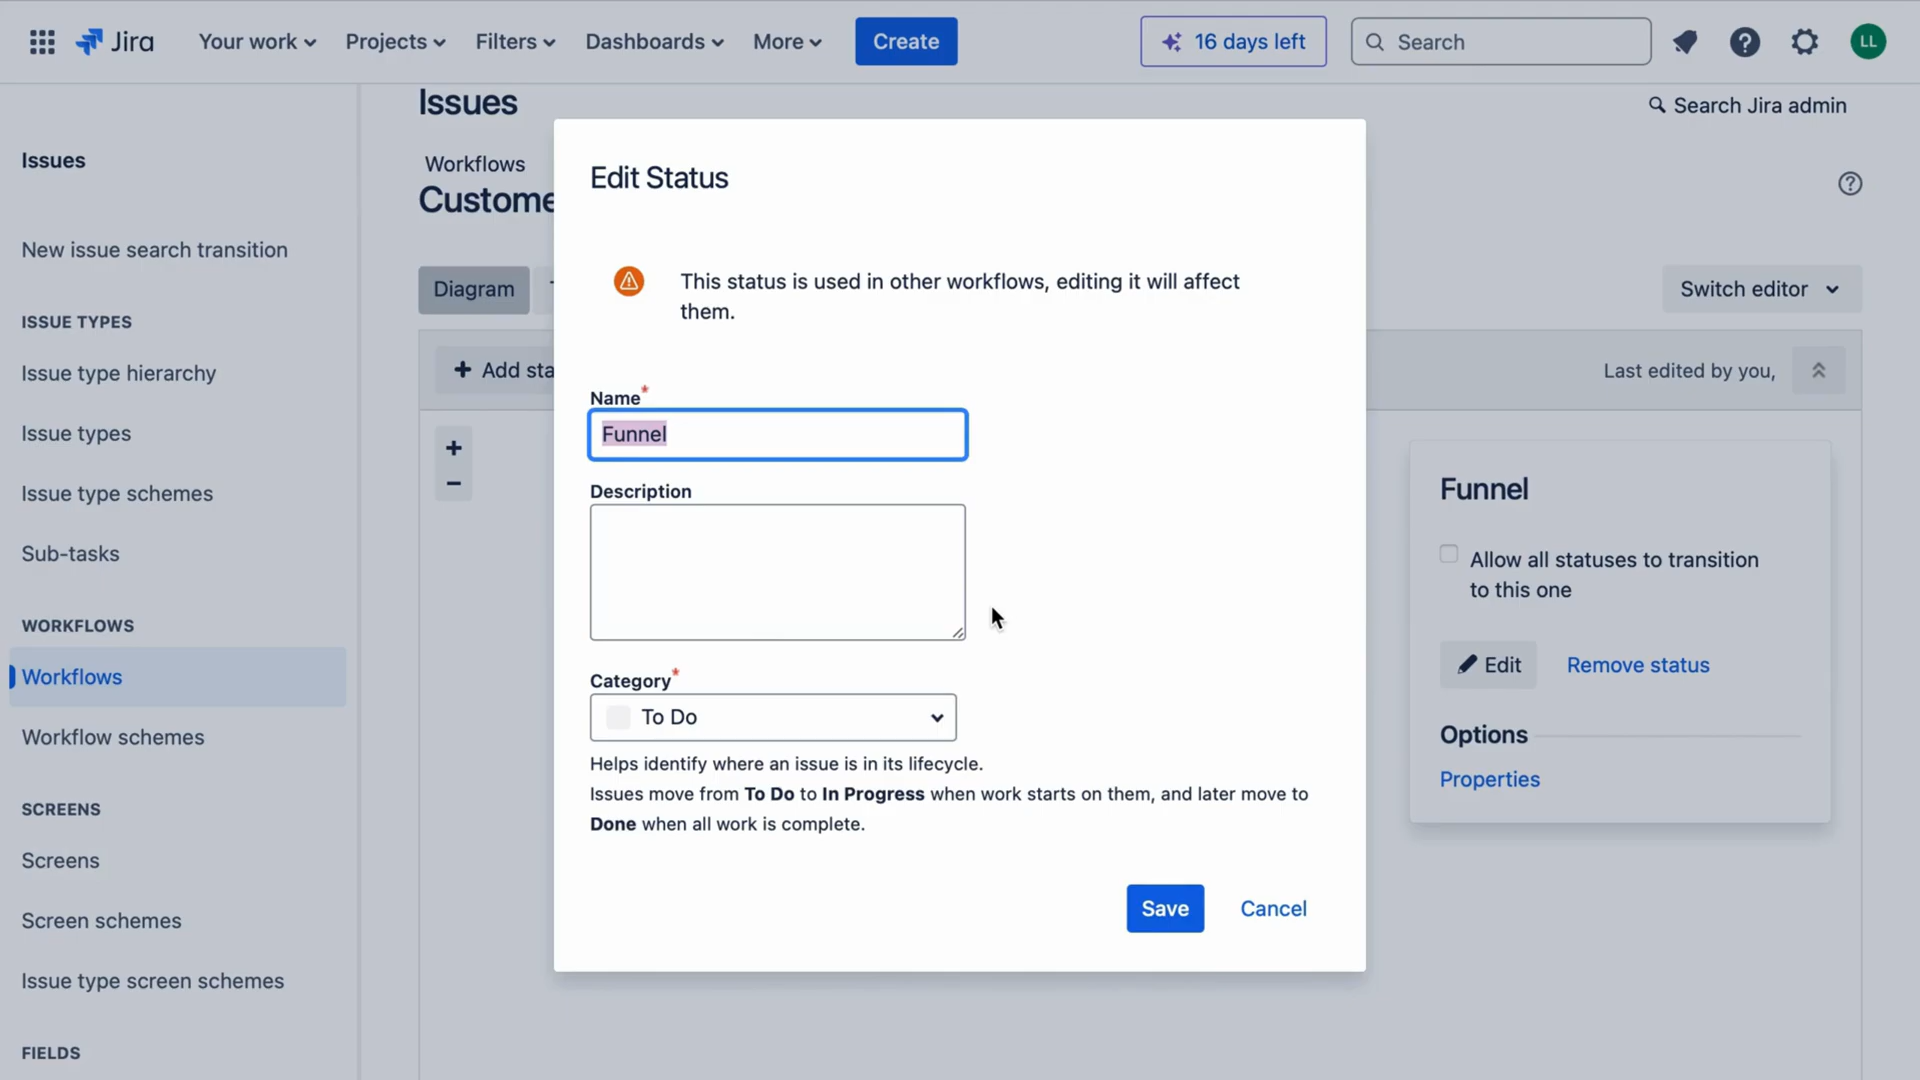 Jira
Your work
Projects
Filters
Dashboards
More
Create
16 days left
Search
LL
Issues
New issue search transition
ISSUE TYPES
Issue type hierarchy
Issue types
Issue type schemes
Sub-tasks
WORKFLOWS
Workflows
Workflow schemes
SCREENS
Screens
Screen schemes
Issue type screen schemes
FIELDS
Issues
Search Jira admin
Workflows
Custome
Diagram
Switch editor
+ Add sta
Last edited by you,
+
−
Edit Status
This status is used in other workflows, editing it will affect
them.
Name*
Funnel
Description
Category*
To Do
Helps identify where an issue is in its lifecycle.
Issues move from To Do to In Progress when work starts on them, and later move to
Done when all work is complete.
Save
Cancel
Funnel
Allow all statuses to transition
to this one
Edit
Remove status
Options
Properties